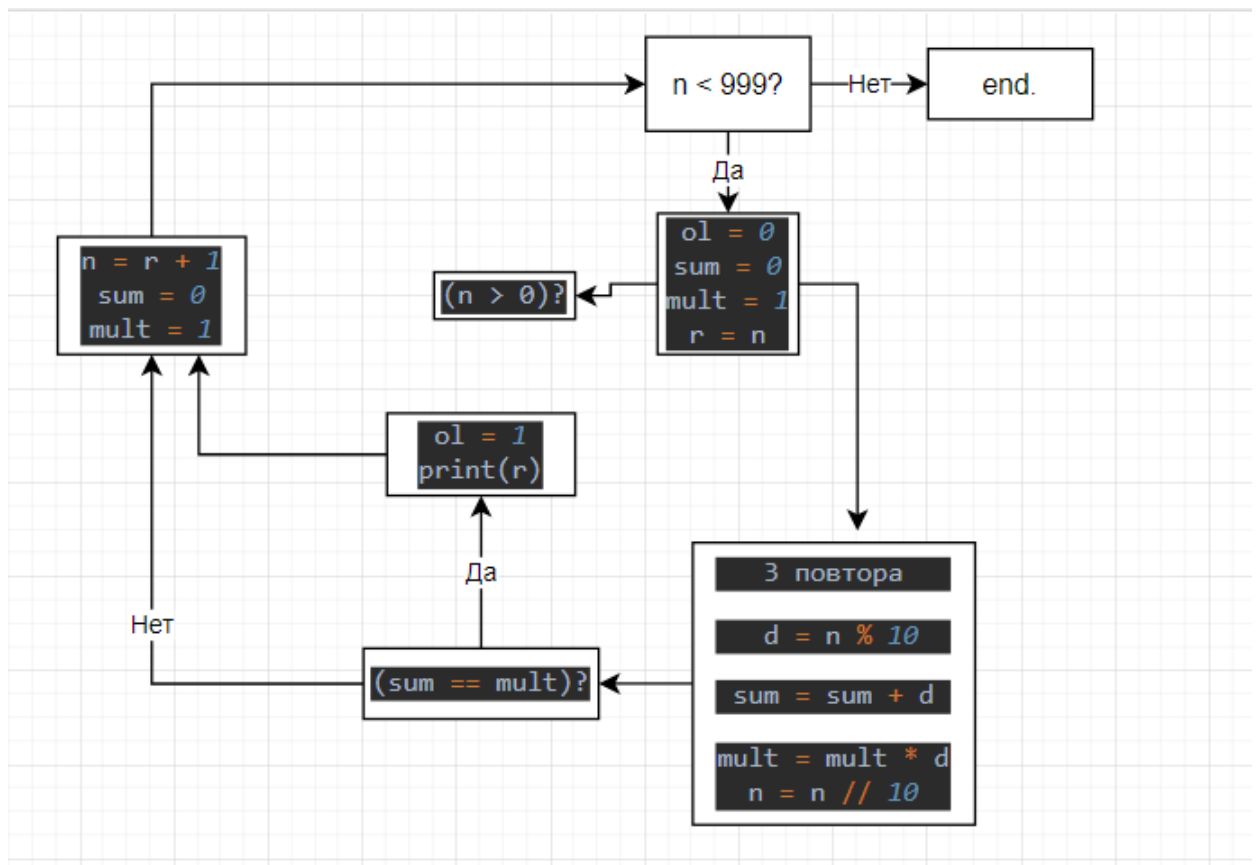 n < 999?
Нет
end.
Да
ol = 0
sum = 0
mult = 1
r = n
n = r + 1
sum = 0
mult = 1
(n > 0)?
ol = 1
print(r)
Да
Нет
(sum == mult)?
3 повтора
d = n % 10
sum = sum + d
mult = mult * d
n = n // 10